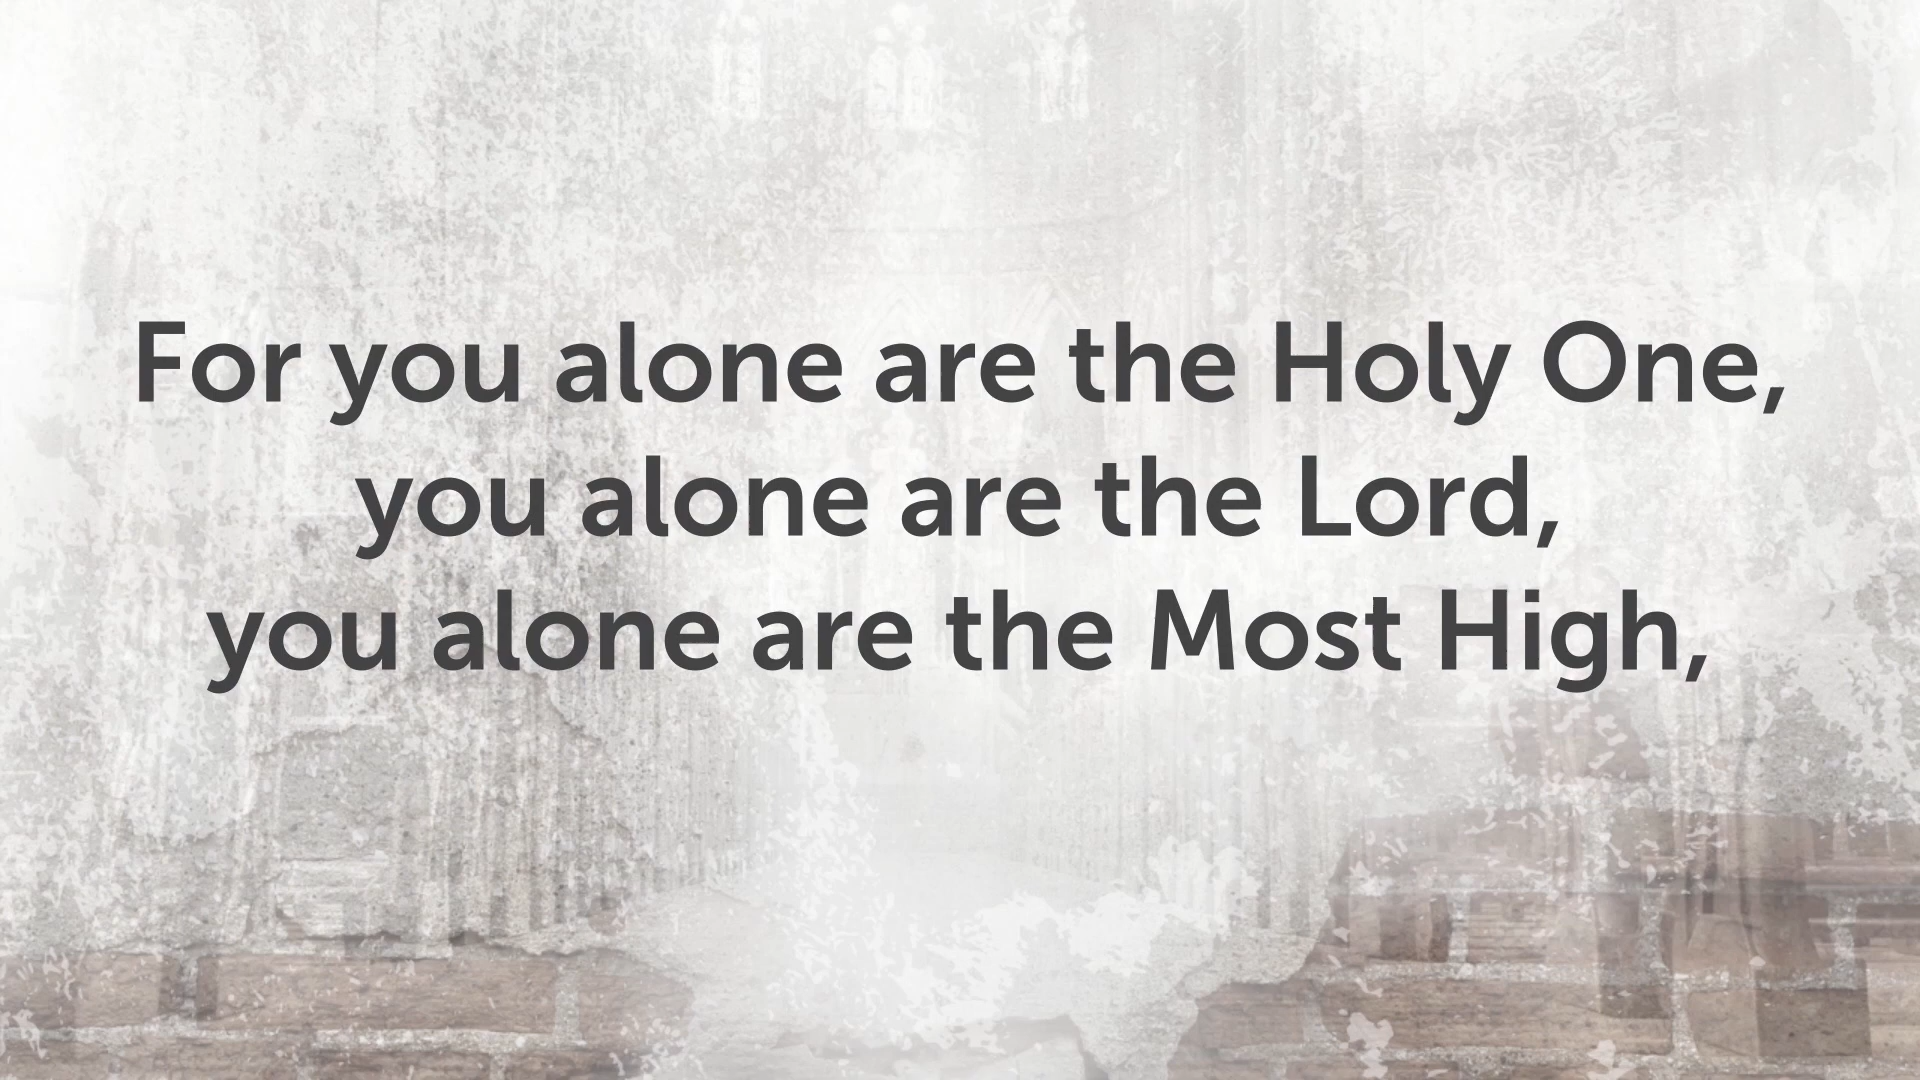 For you alone are the Holy One,
you alone are the Lord,
you alone are the Most High,